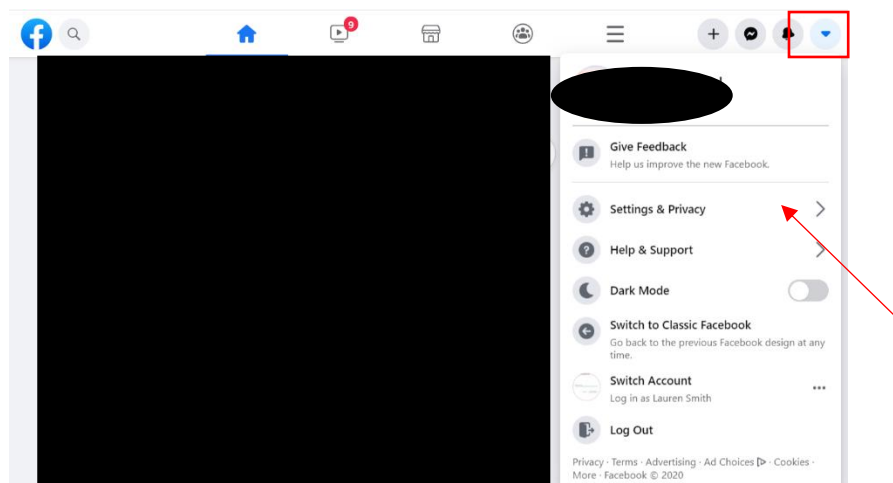 9
Give Feedback
Help us improve the new Facebook.
Settings & Privacy
Help & Support
Dark Mode
Switch to Classic Facebook
Go back to the previous Facebook design at any
time.
Switch Account
Log in as Lauren Smith
Log Out
Privacy · Terms · Advertising · Ad Choices · Cookies ·
More · Facebook © 2020